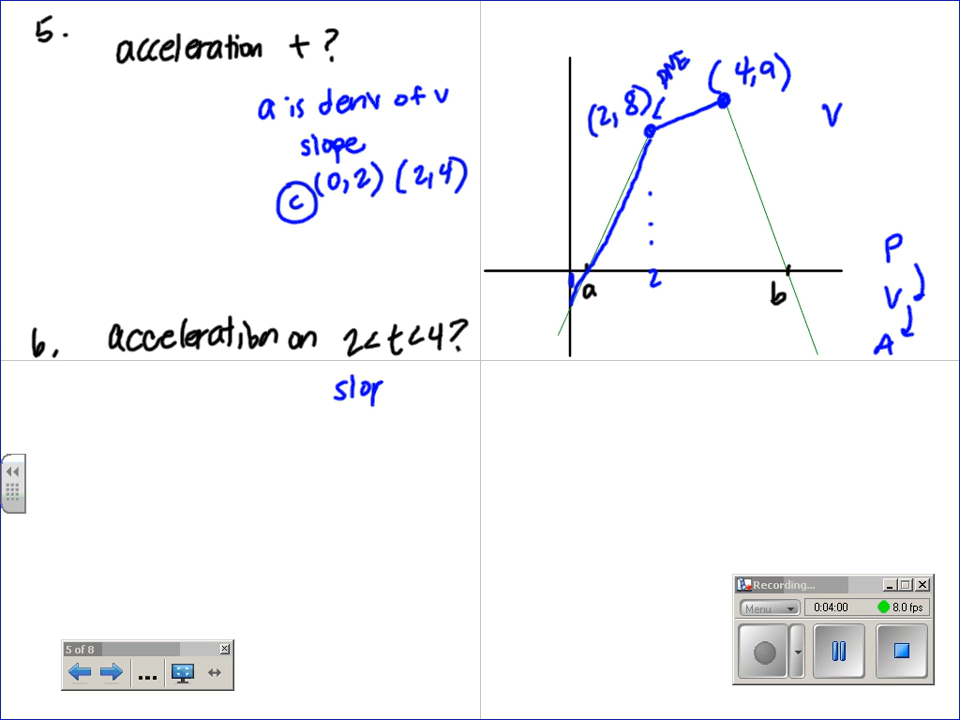 5.
acceleration + ?
a is deriv of v
slope
(c) (0,2) (2,4)
DNE
(2,8)
(4,9)
V
a
2
b
P
V
A
6. acceleration on 2<t<4?
slop
Recording...
Menu
0:04:00
8.0 fps
5 of 8
...